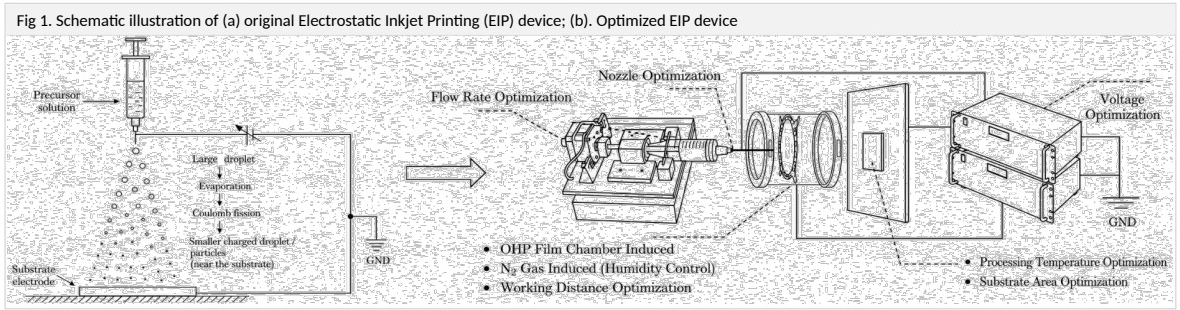 Fig 1. Schematic illustration of (a) original Electrostatic Inkjet Printing (EIP) device; (b). Optimized EIP device
Precursor
solution
Large droplet
Evaporation
Coulomb fission
Smaller charged droplet/
particles
(near the substrate)
Substrate
electrode
GND
Nozzle Optimization
Flow Rate Optimization
Voltage
Optimization
GND
• OHP Film Chamber Induced
• N₂ Gas Induced (Humidity Control)
• Working Distance Optimization
• Processing Temperature Optimization
• Substrate Area Optimization